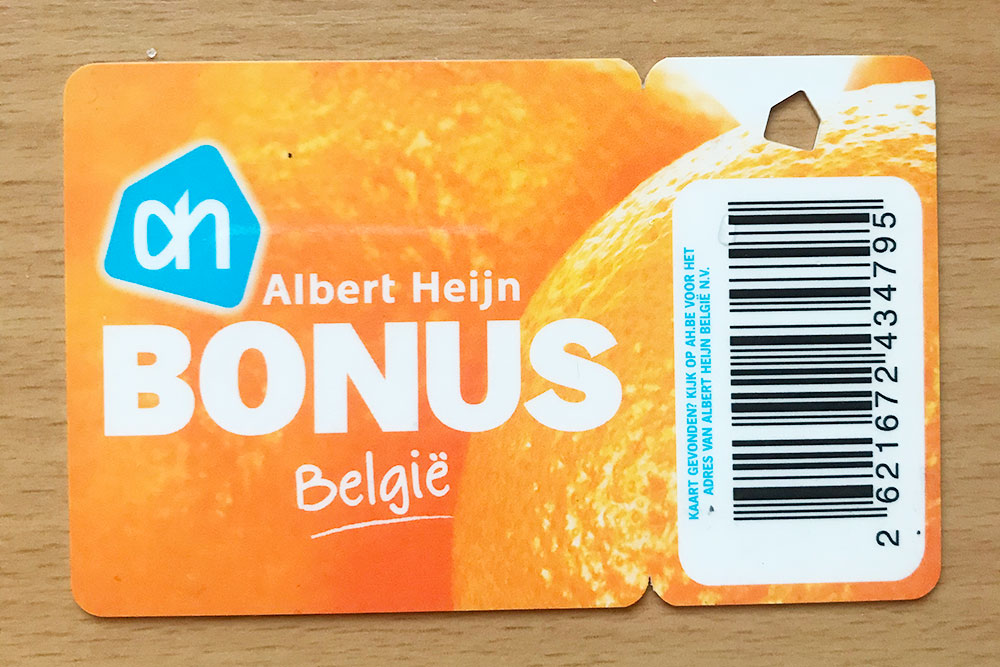 ah
Albert Heijn
BONUS
België
KAART GEVONDEN? KIJK OP AH.BE VOOR HET
ADRES VAN ALBERT HEIJN BELGIË N.V.
2 621672 434795